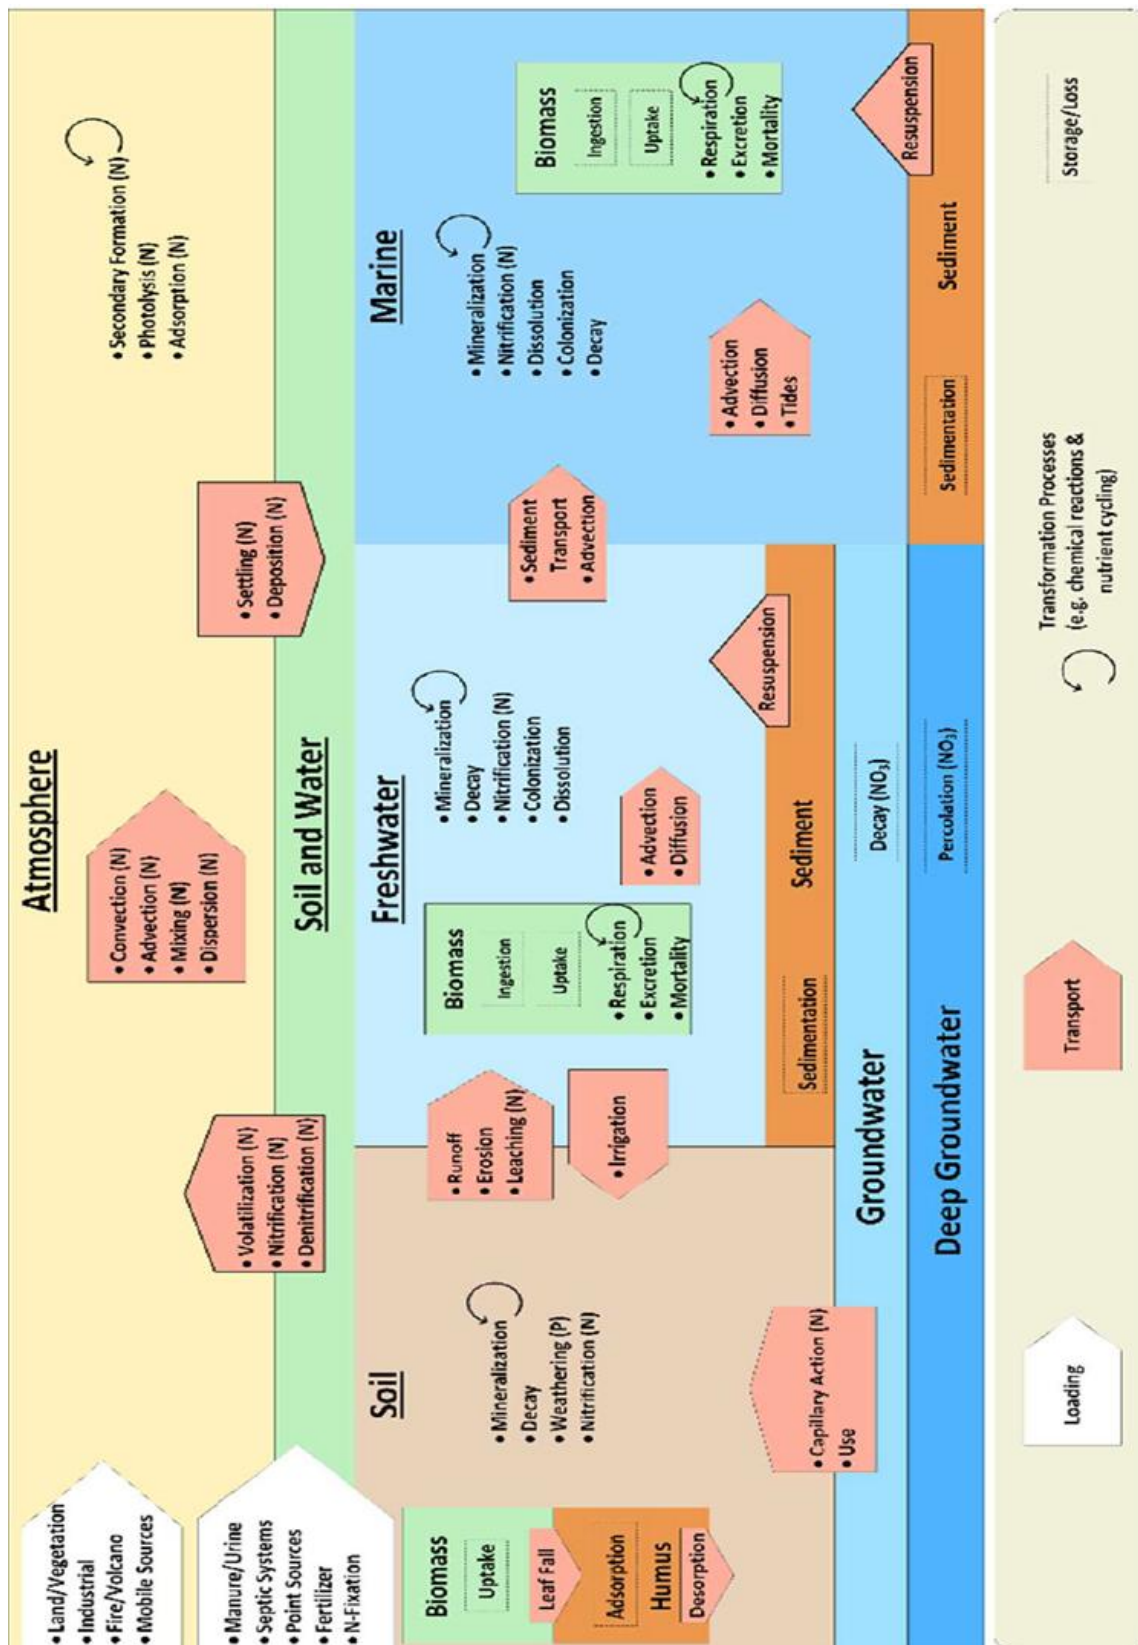 Atmosphere
• Land/Vegetation
• Industrial
• Fire/Volcano
• Mobile Sources
• Convection (N)
• Advection (N)
• Mixing (N)
• Dispersion (N)
• Secondary Formation (N)
• Photolysis (N)
• Adsorption (N)
• Manure/Urine
• Septic Systems
• Point Sources
• Fertilizer
• N-Fixation
• Volatilization (N)
• Nitrification (N)
• Denitrification (N)
• Settling (N)
• Deposition (N)
Soil and Water
Soil
Biomass
Uptake
Leaf Fall
Adsorption
Humus
Desorption
• Mineralization
• Decay
• Weathering (P)
• Nitrification (N)
• Capillary Action (N)
• Use
• Runoff
• Erosion
• Leaching (N)
• Irrigation
Freshwater
Biomass
Ingestion
Uptake
• Respiration
• Excretion
• Mortality
• Mineralization
• Decay
• Nitrification (N)
• Colonization
• Dissolution
• Advection
• Diffusion
Resuspension
Sedimentation
Sediment
• Sediment
Transport
• Advection
Marine
• Mineralization
• Nitrification (N)
• Dissolution
• Colonization
• Decay
Biomass
Ingestion
Uptake
• Respiration
• Excretion
• Mortality
• Advection
• Diffusion
• Tides
Resuspension
Sedimentation
Sediment
Groundwater
Decay (NO₃)
Deep Groundwater
Percolation (NO₃)
Loading
Transport
Transformation Processes
(e.g. chemical reactions &
nutrient cycling)
Storage/Loss